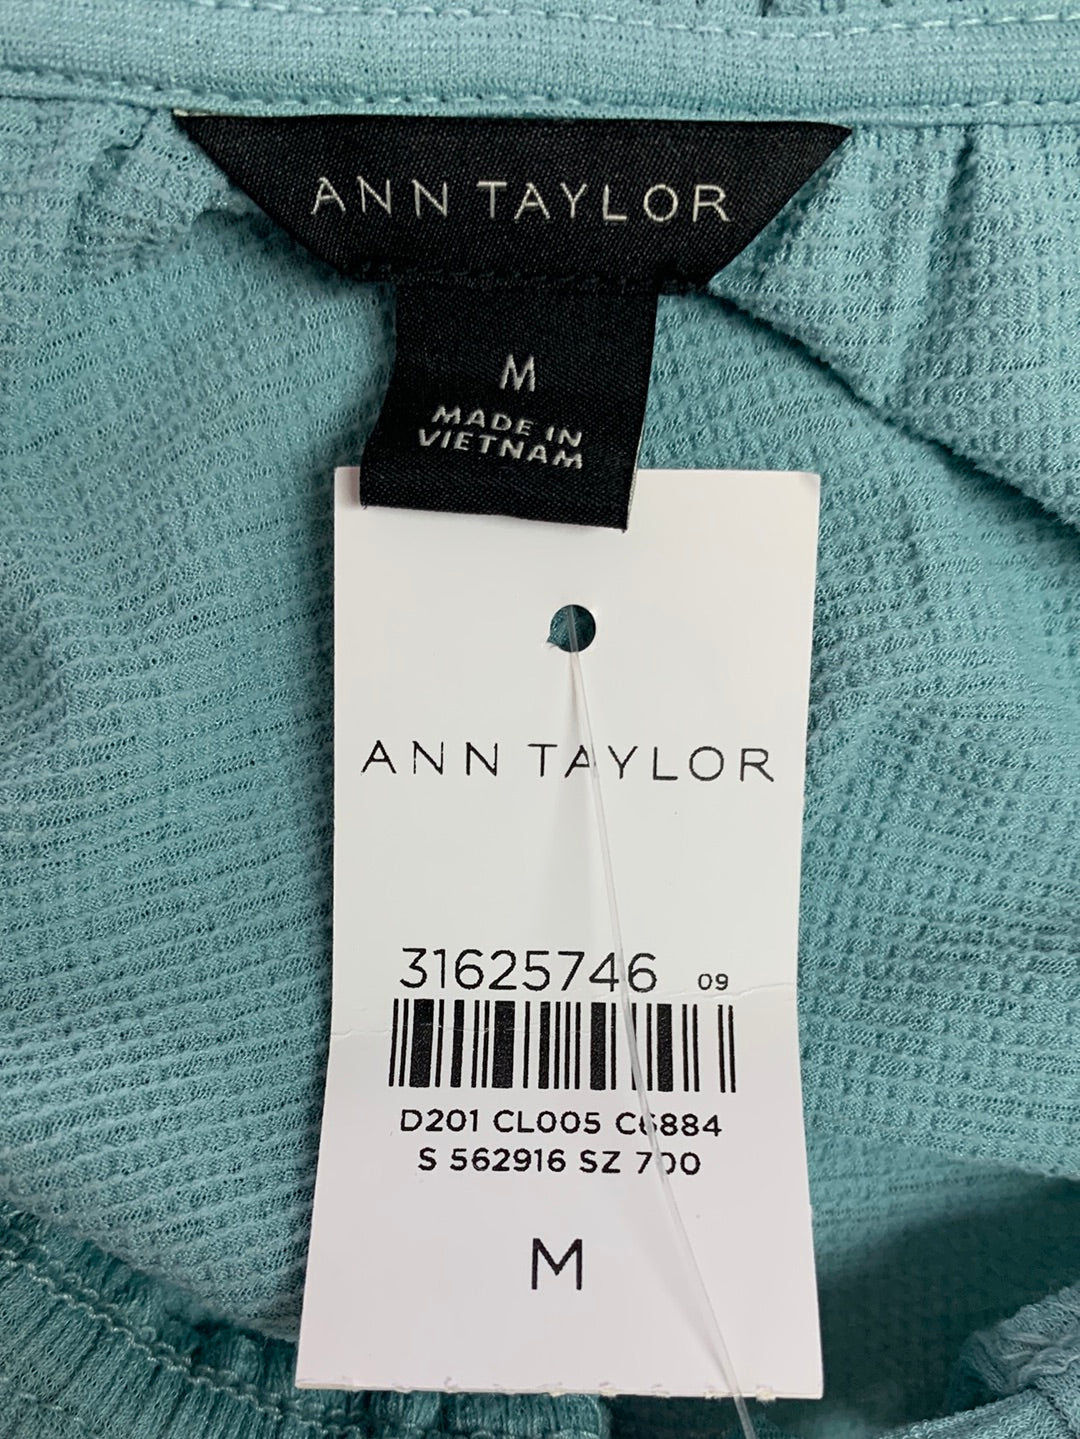 ANN TAYLOR
M
MADE IN
VIETNAM
ANN TAYLOR
31625746 09
D201 CL005 C6884
S 562916 SZ 700
M